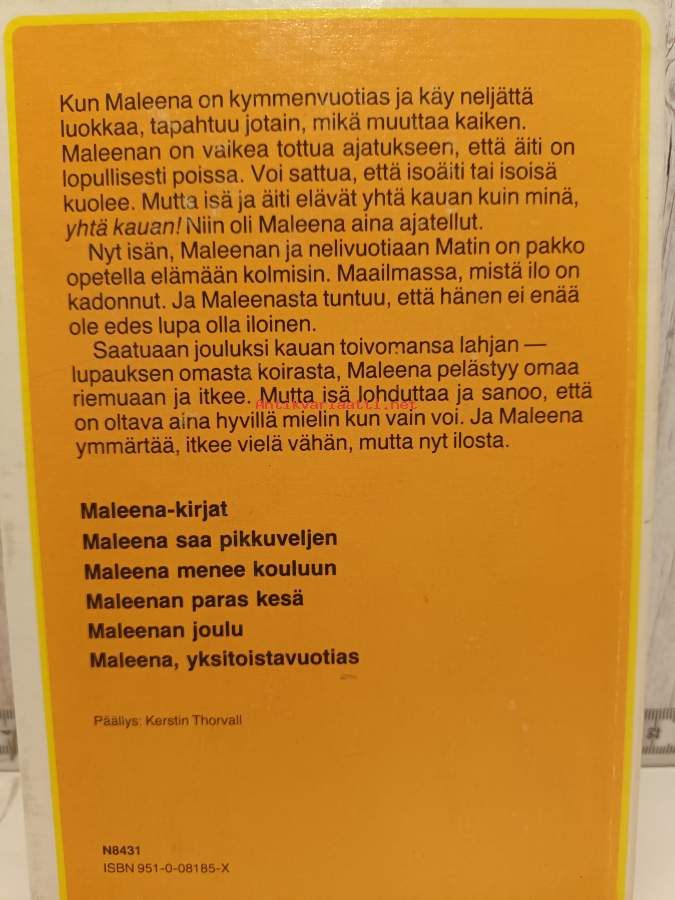 Kun Maleena on kymmenvuotias ja käy neljättä
luokkaa, tapahtuu jotain, mikä muuttaa kaiken.
Maleenan on vaikea tottua ajatukseen, että äiti on
lopullisesti poissa. Voi sattua, että isoäiti tai isoisä
kuolee. Mutta isä ja äiti elävät yhtä kauan kuin minä,
yhtä kauan! Niin oli Maleena aina ajatellut.
Nyt isän, Maleenan ja nelivuotiaan Matin on pakko
opetella elämään kolmisin. Maailmassa, mistä ilo on
kadonnut. Ja Maleenasta tuntuu, että hänen ei enää
ole edes lupa olla iloinen.
Saatuaan jouluksi kauan toivomansa lahjan —
lupauksen omasta koirasta, Maleena pelästyy omaa
riemuaan ja itkee. Mutta isä lohduttaa ja sanoo, että
Antikvariaatti.net
on oltava aina hyvillä mielin kun vain voi. Ja Maleena
ymmärtää, itkee vielä vähän, mutta nyt ilosta.
Maleena-kirjat
Maleena saa pikkuveljen
Maleena menee kouluun
Maleenan paras kesä
Maleenan joulu
Maleena, yksitoistavuotias
Päällys: Kerstin Thorvall
N8431
ISBN 951-0-08185-X